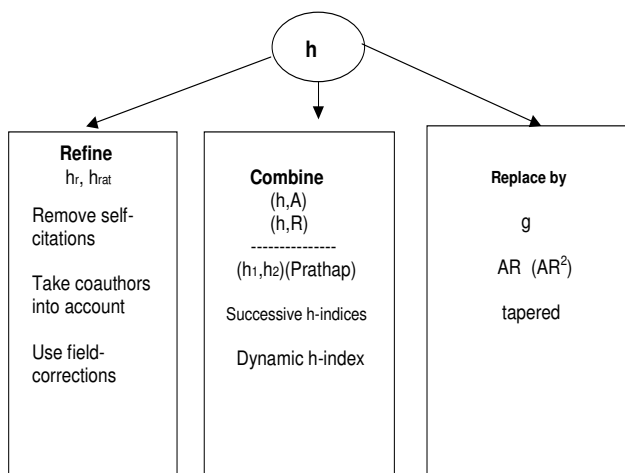 h
Refine
hr, hrat
Remove self-
citations
Take coauthors
into account
Use field-
corrections
Combine
(h,A)
(h,R)
---------------
(h1,h2)(Prathap)
Successive h-indices
Dynamic h-index
Replace by
g
AR (AR²)
tapered